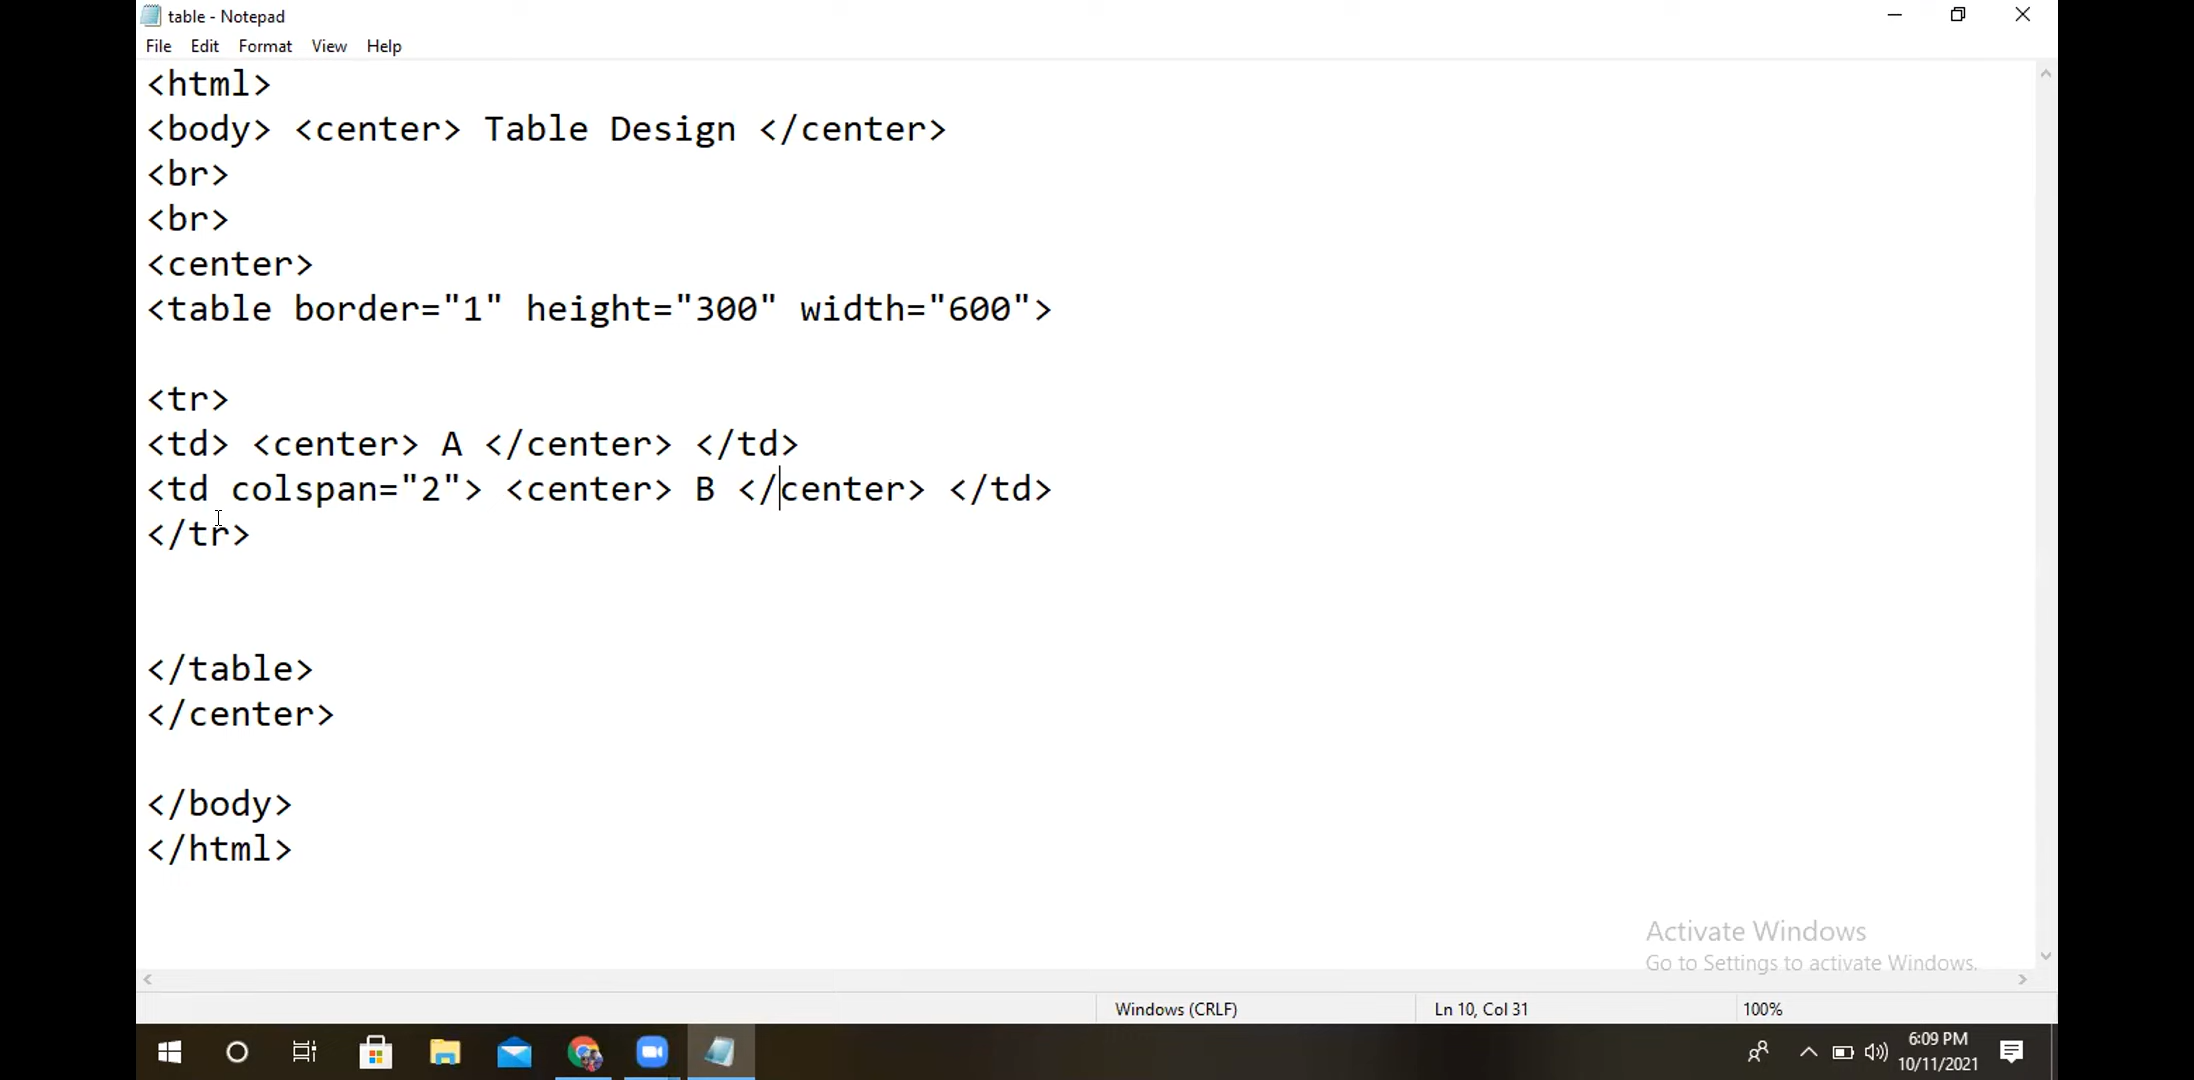 table - Notepad
File Edit Format View Help
<html>
<body> <center> Table Design </center>
<br>
<br>
<center>
<table border="1" height="300" width="600">
<tr>
<td> <center> A </center> </td>
<td colspan="2"> <center> B </center> </td>
</tr>
</table>
</center>
</body>
</html>
Activate Windows
Go to Settings to activate Windows.
Windows (CRLF) Ln 10, Col 31 100%
6:09 PM
10/11/2021